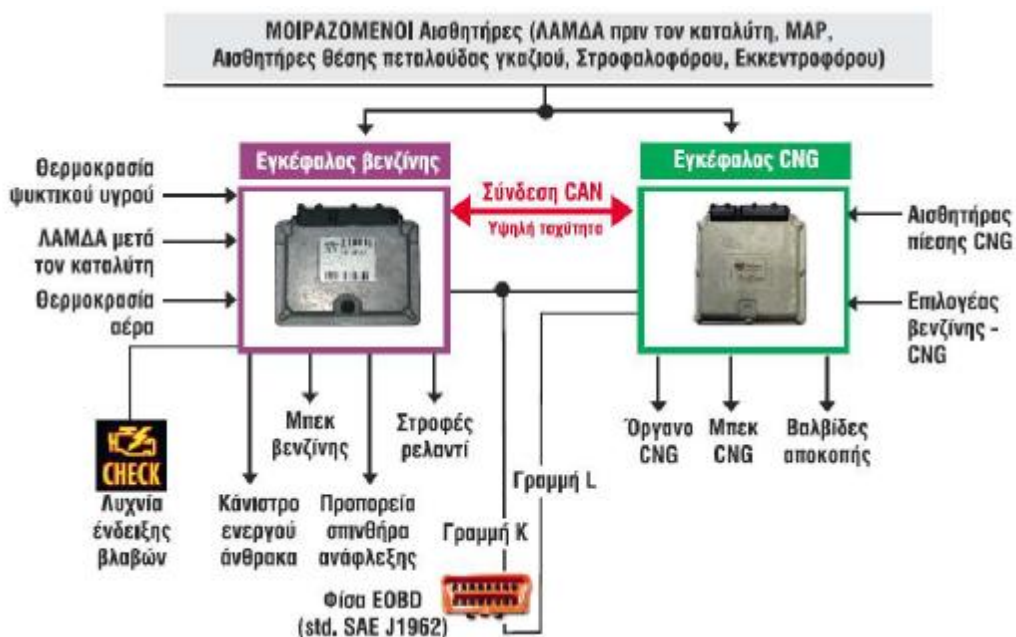 ΜΟΙΡΑΖΟΜΕΝΟΙ Αισθητήρες (ΛΑΜΔΑ πριν τον καταλύτη, MAP,
Αισθητήρες θέσης πεταλούδας γκαζιού, Στροφαλοφόρου, Εκκεντροφόρου)
Εγκέφαλος βενζίνης
Εγκέφαλος CNG
Θερμοκρασία
ψυκτικού υγρού
ΛΑΜΔΑ μετά
τον καταλύτη
Θερμοκρασία
αέρα
Σύνδεση CAN
Υψηλή ταχύτητα
Αισθητήρας
πίεσης CNG
Επιλογέας
βενζίνης -
CNG
CHECK
Λυχνία
ένδειξης
βλαβών
Κάνιστρο
ενεργού
άνθρακα
Μπεκ
βενζίνης
Προπορεία
σπινθήρα
ανάφλεξης
Στροφές
ρελαντί
Όργανο
CNG
Μπεκ
CNG
Βαλβίδες
αποκοπής
Γραμμή L
Γραμμή K
Φίσα EOBD
(std. SAE J1962)